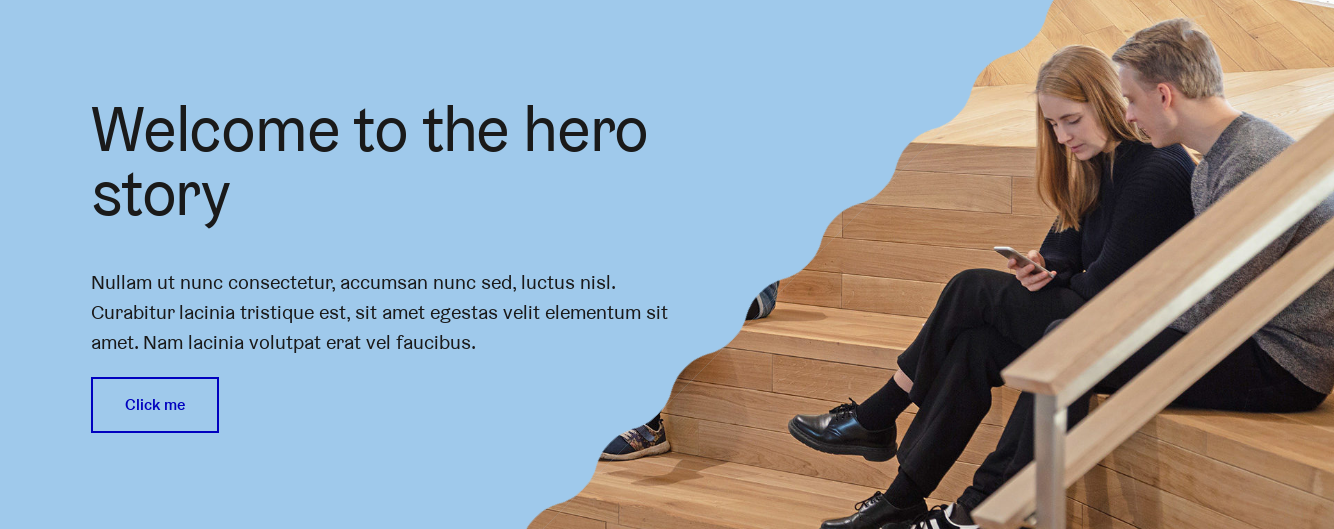 Welcome to the hero
story
Nullam ut nunc consectetur, accumsan nunc sed, luctus nisl.
Curabitur lacinia tristique est, sit amet egestas velit elementum sit
amet. Nam lacinia volutpat erat vel faucibus.
Click me